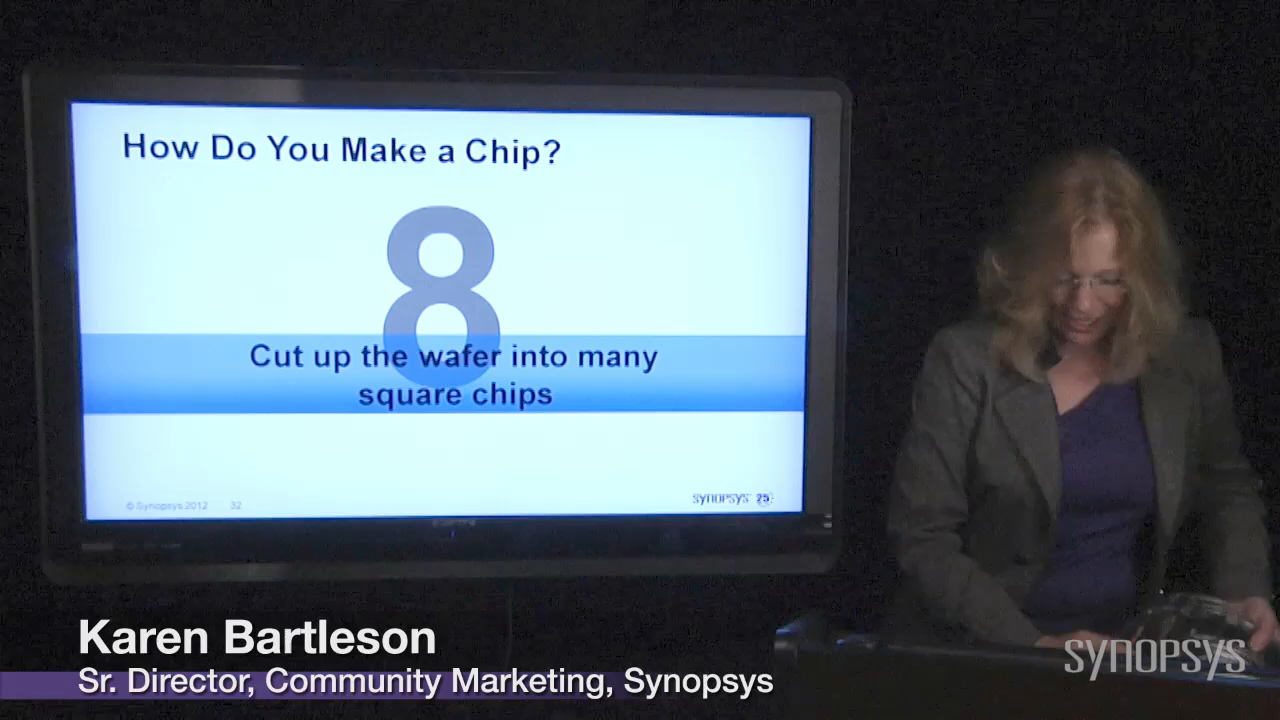 How Do You Make a Chip?
8
Cut up the wafer into many
square chips
© Synopsys 2012 32
SYNOPSYS 25
Karen Bartleson
Sr. Director, Community Marketing, Synopsys
SYNOPSYS